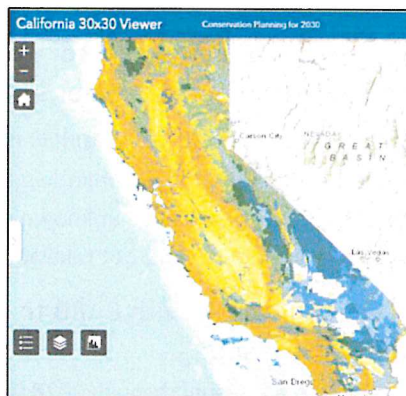 California 30x30 Viewer
Conservation Planning for 2030
+
−
Carson City
NEVADA
GREAT
BASIN
Las Vegas
San Diego